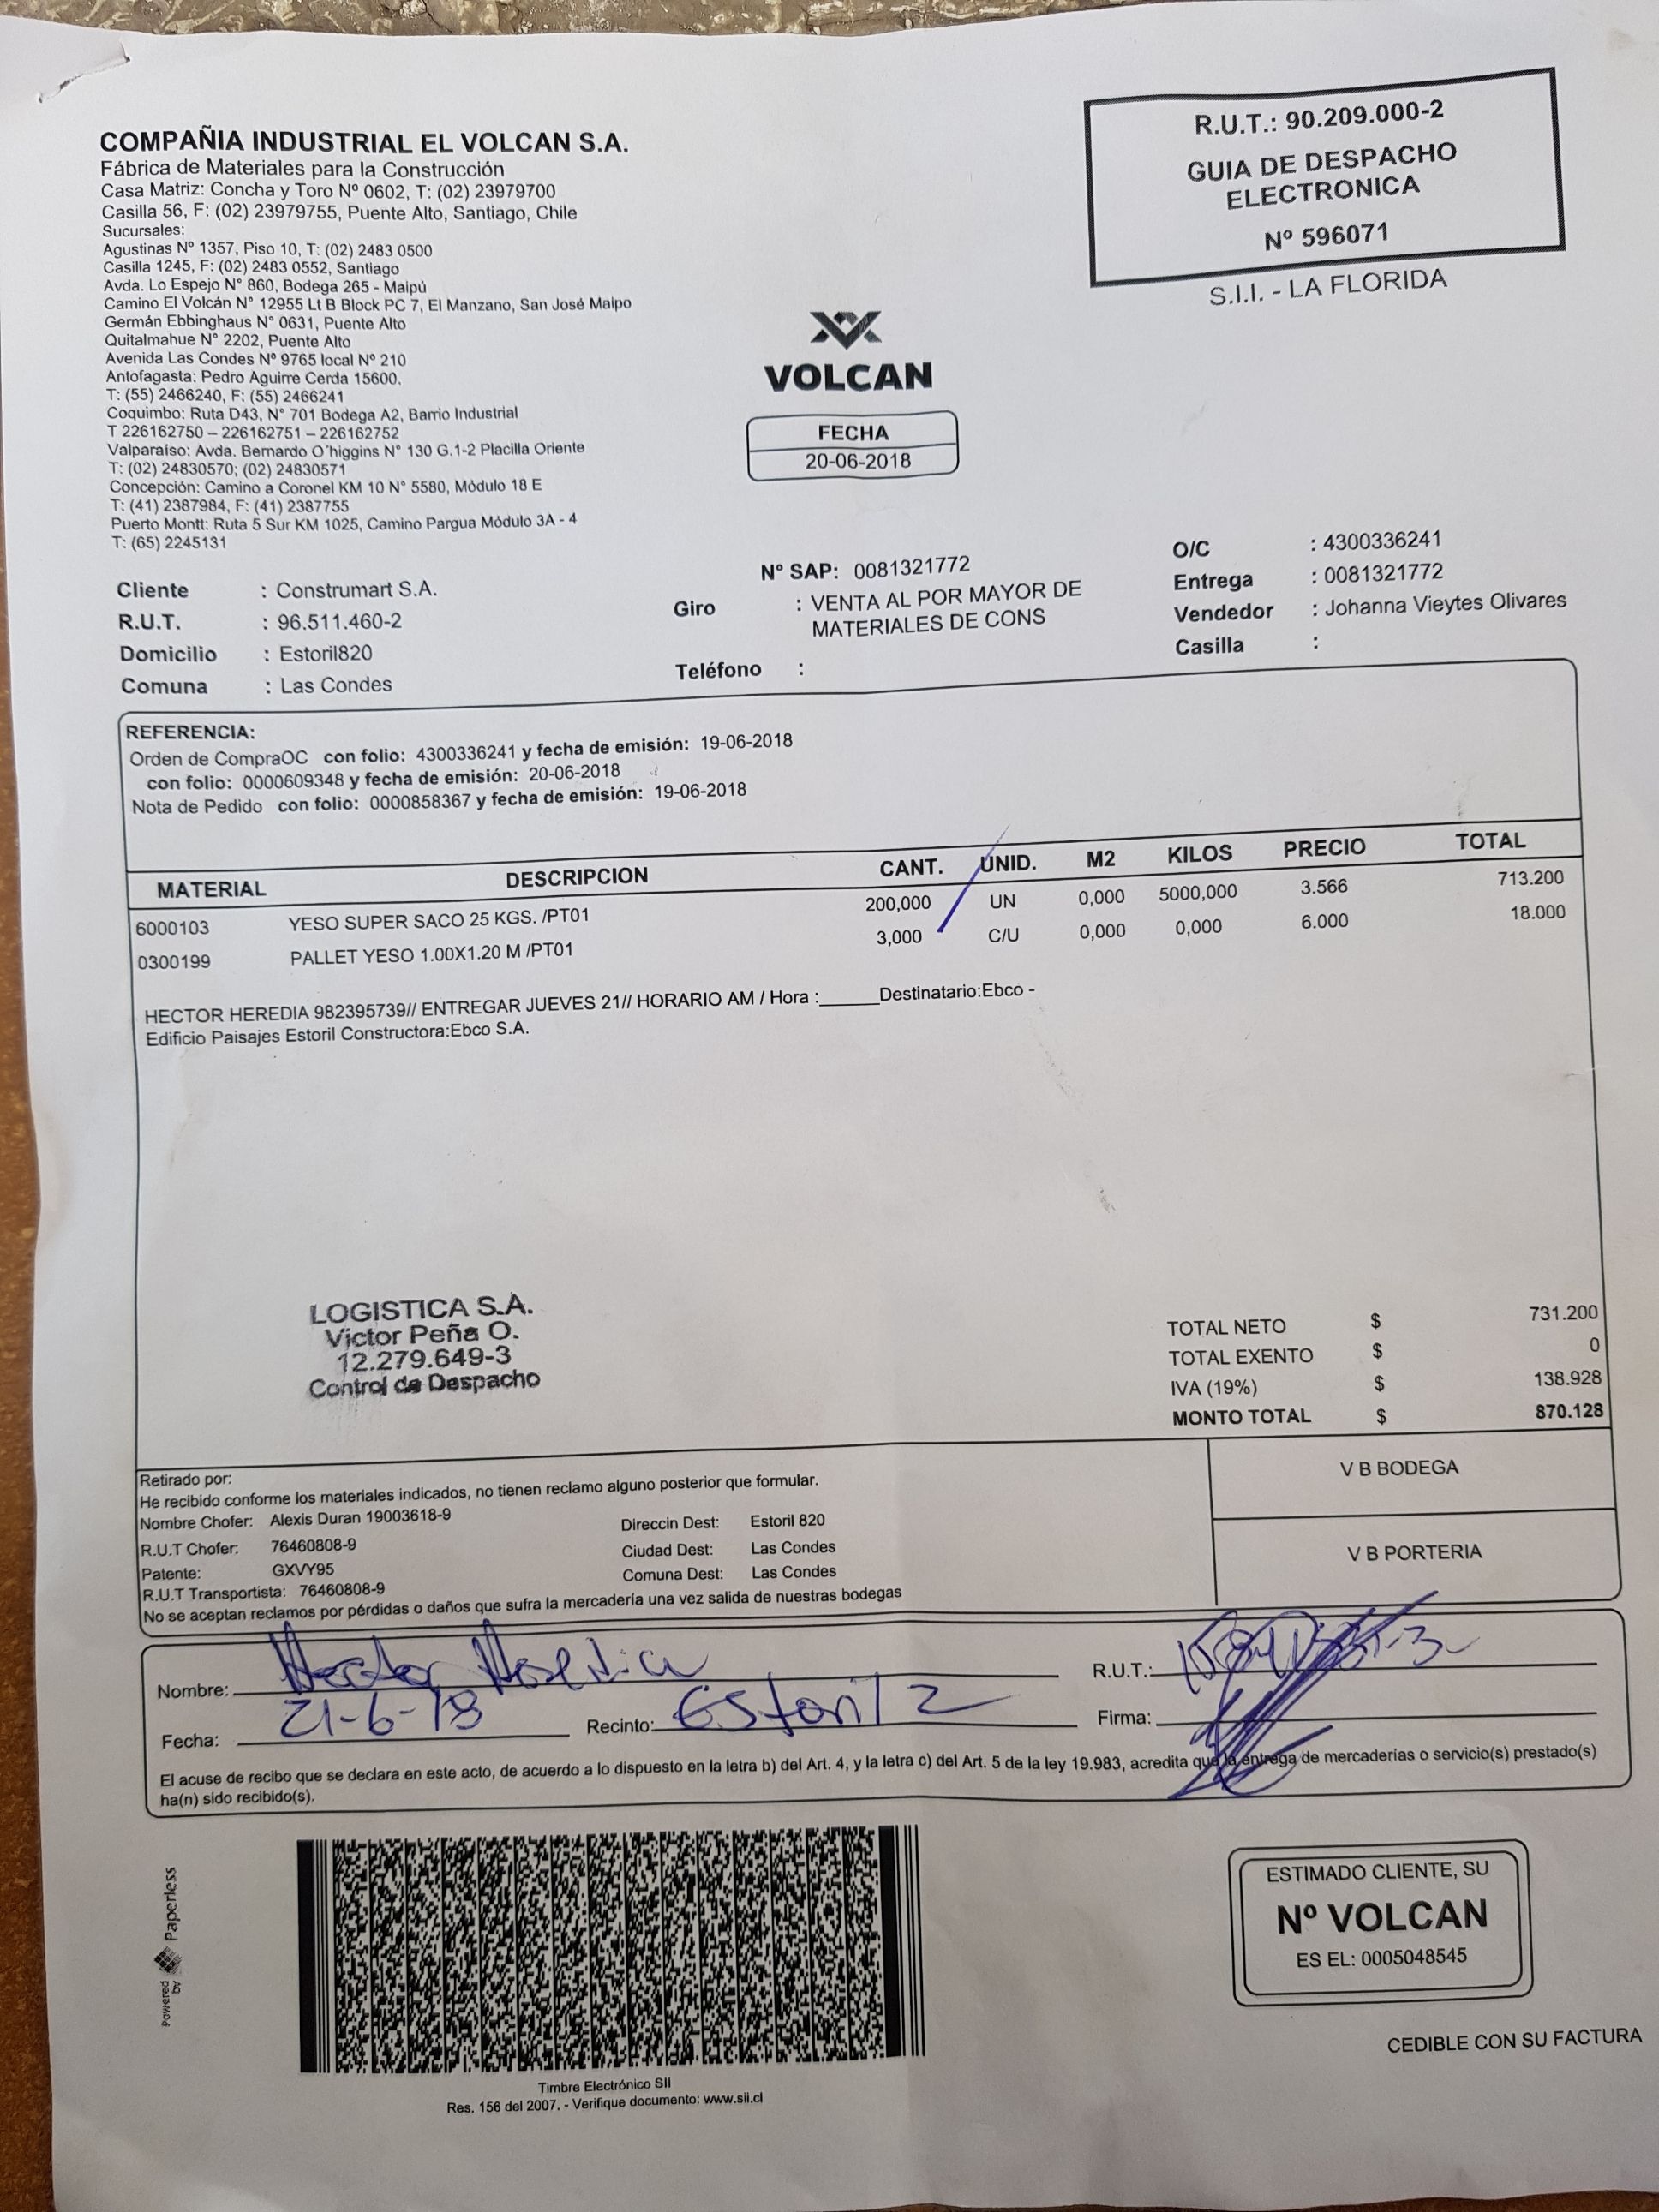 COMPAÑIA INDUSTRIAL EL VOLCAN S.A.
Fábrica de Materiales para la Construcción
Casa Matriz: Concha y Toro Nº 0602, T: (02) 23979700
Casilla 56, F: (02) 23979755, Puente Alto, Santiago, Chile
Sucursales:
Agustinas Nº 1357, Piso 10, T: (02) 2483 0500
Casilla 1245, F: (02) 2483 0552, Santiago
Avda. Lo Espejo N° 860, Bodega 265 - Maipú
Camino El Volcán N° 12955 Lt B Block PC 7, El Manzano, San José Maipo
Germán Ebbinghaus N° 0631, Puente Alto
Quitalmahue N° 2202, Puente Alto
Avenida Las Condes Nº 9765 local Nº 210
Antofagasta: Pedro Aguirre Cerda 15600.
T: (55) 2466240, F: (55) 2466241
Coquimbo: Ruta D43, N° 701 Bodega A2, Barrio Industrial
T 226162750 – 226162751 – 226162752
Valparaíso: Avda. Bernardo O'higgins N° 130 G.1-2 Placilla Oriente
T: (02) 24830570; (02) 24830571
Concepción: Camino a Coronel KM 10 N° 5580, Módulo 18 E
T: (41) 2387984, F: (41) 2387755
Puerto Montt: Ruta 5 Sur KM 1025, Camino Pargua Módulo 3A - 4
T: (65) 2245131
R.U.T.: 90.209.000-2
GUIA DE DESPACHO
ELECTRONICA
Nº 596071
S.I.I. - LA FLORIDA
VOLCAN
FECHA
20-06-2018
Cliente : Construmart S.A.
R.U.T. : 96.511.460-2
Domicilio : Estoril820
Comuna : Las Condes
Nº SAP: 0081321772
Giro : VENTA AL POR MAYOR DE
MATERIALES DE CONS
Teléfono :
O/C : 4300336241
Entrega : 0081321772
Vendedor : Johanna Vieytes Olivares
Casilla :
REFERENCIA:
Orden de CompraOC con folio: 4300336241 y fecha de emisión: 19-06-2018
con folio: 0000609348 y fecha de emisión: 20-06-2018
Nota de Pedido con folio: 0000858367 y fecha de emisión: 19-06-2018
MATERIAL DESCRIPCION CANT. UNID. M2 KILOS PRECIO TOTAL
6000103 YESO SUPER SACO 25 KGS. /PT01 200,000 UN 0,000 5000,000 3.566 713.200
0300199 PALLET YESO 1.00X1.20 M /PT01 3,000 C/U 0,000 0,000 6.000 18.000
HECTOR HEREDIA 982395739// ENTREGAR JUEVES 21// HORARIO AM / Hora :______Destinatario:Ebco -
Edificio Paisajes Estoril Constructora:Ebco S.A.
LOGISTICA S.A.
Victor Peña O.
12.279.649-3
Control de Despacho
TOTAL NETO $ 731.200
TOTAL EXENTO $ 0
IVA (19%) $ 138.928
MONTO TOTAL $ 870.128
Retirado por:
He recibido conforme los materiales indicados, no tienen reclamo alguno posterior que formular.
Nombre Chofer: Alexis Duran 19003618-9
R.U.T Chofer: 76460808-9
Patente: GXVY95
R.U.T Transportista: 76460808-9
Direccin Dest: Estoril 820
Ciudad Dest: Las Condes
Comuna Dest: Las Condes
No se aceptan reclamos por pérdidas o daños que sufra la mercadería una vez salida de nuestras bodegas
V B BODEGA
V B PORTERIA
Nombre: Hector
R.U.T.:
Fecha: 21-6-18 Recinto: Estoril 2
Firma:
El acuse de recibo que se declara en este acto, de acuerdo a lo dispuesto en la letra b) del Art. 4, y la letra c) del Art. 5 de la ley 19.983, acredita que la entrega de mercaderías o servicio(s) prestado(s)
ha(n) sido recibido(s).
Powered by Paperless
Timbre Electrónico SII
Res. 156 del 2007. - Verifique documento: www.sii.cl
ESTIMADO CLIENTE, SU
Nº VOLCAN
ES EL: 0005048545
CEDIBLE CON SU FACTURA